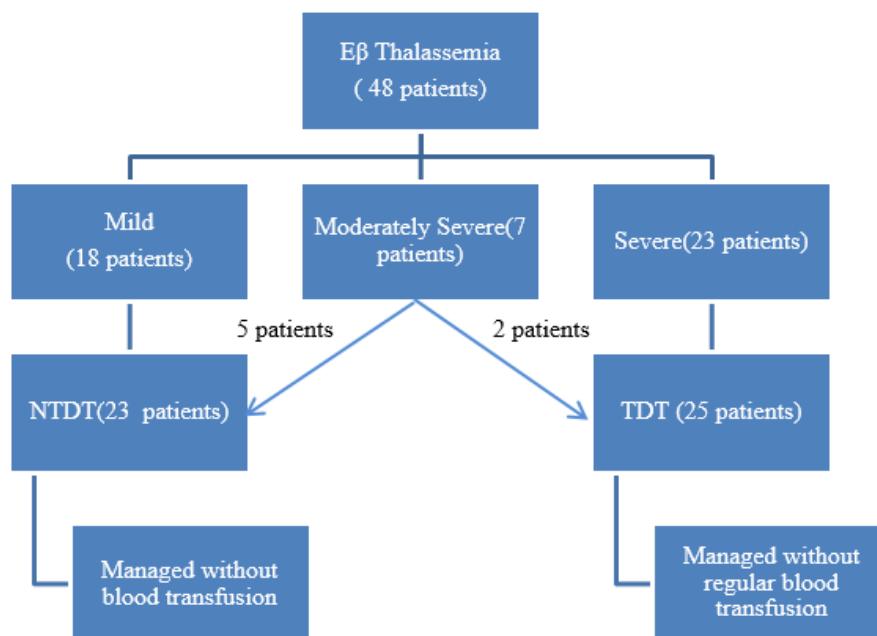 Eβ Thalassemia
( 48 patients)
Mild
(18 patients)
Moderately Severe(7
patients)
Severe(23 patients)
5 patients
2 patients
NTDT(23 patients)
TDT (25 patients)
Managed without
blood transfusion
Managed without
regular blood
transfusion